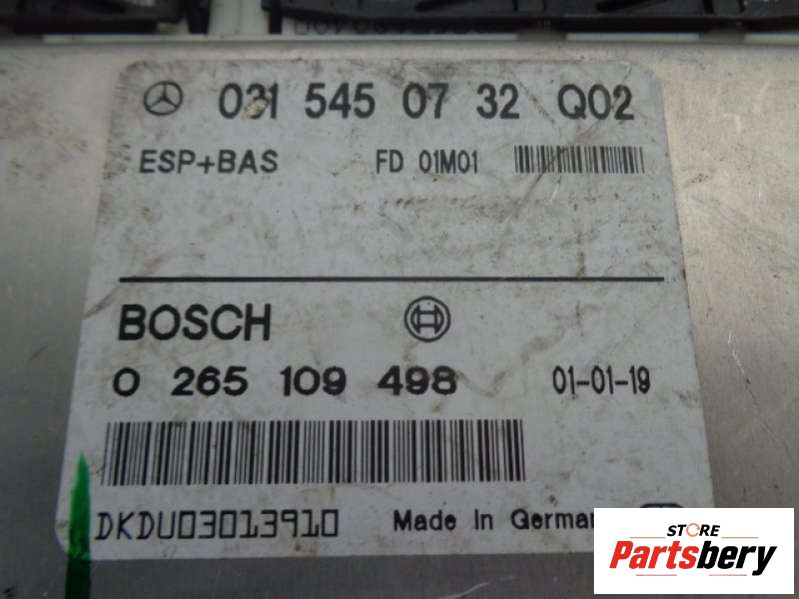 031 545 07 32 Q02
ESP+BAS FD 01M01
BOSCH
0 265 109 498 01-01-19
DKDU03013910 Made In German
STORE
Partsbery